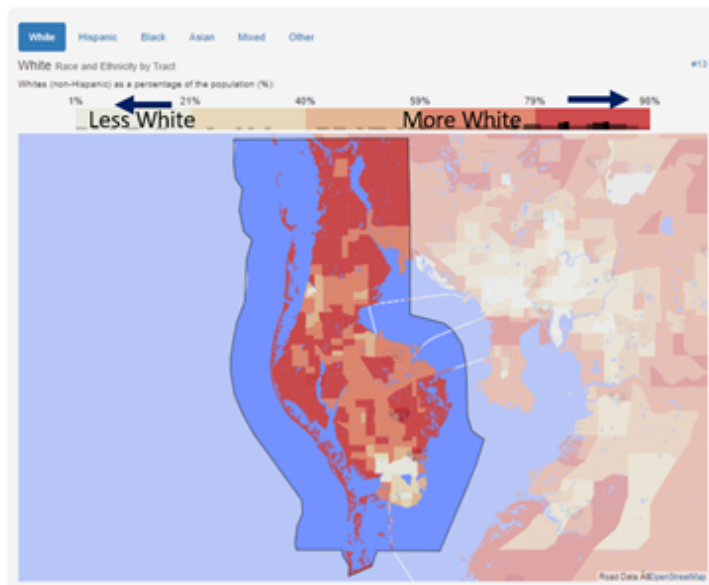 White Hispanic Black Asian Mixed Other
White Race and Ethnicity by Tract #13
Whites (non-Hispanic) as a percentage of the population (%):
1% 21% 40% 59% 79% 98%
Less White More White
Road Data ©OpenStreetMap